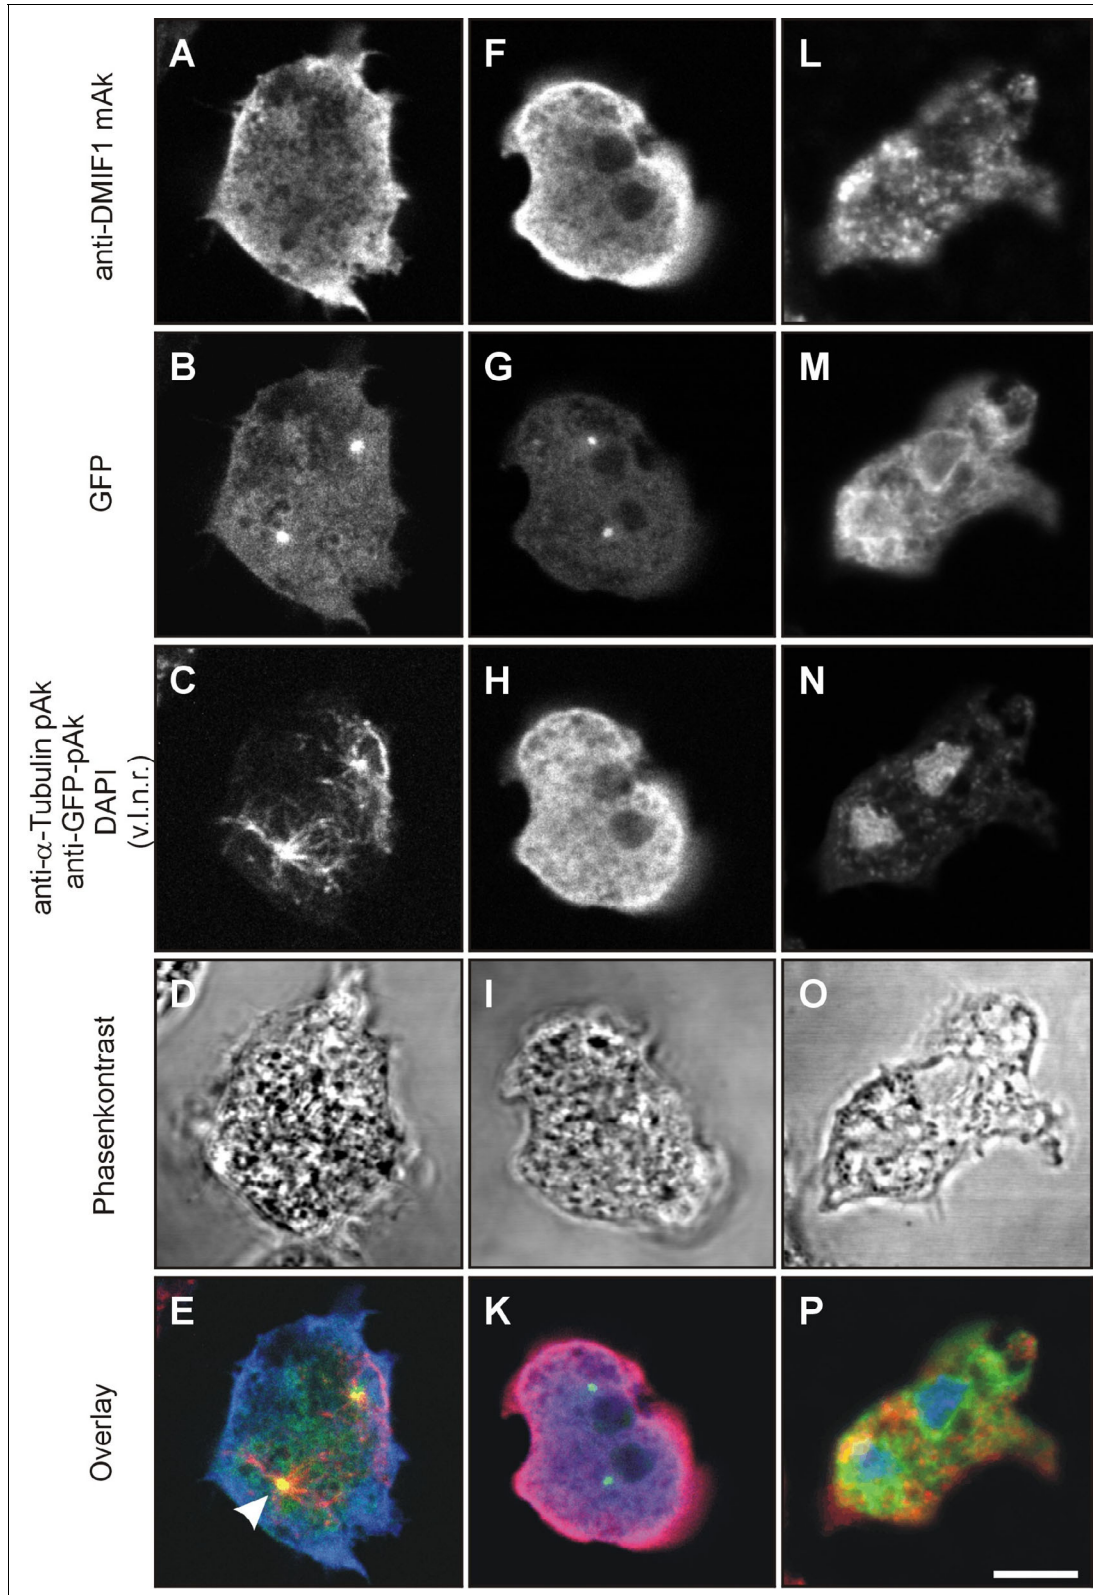 anti-DMIF1 mAk
A
F
L
GFP
B
G
M
anti-α-Tubulin pAk
anti-GFP-pAk
DAPI
(v.l.n.r.)
C
H
N
Phasenkontrast
D
I
O
Overlay
E
K
P